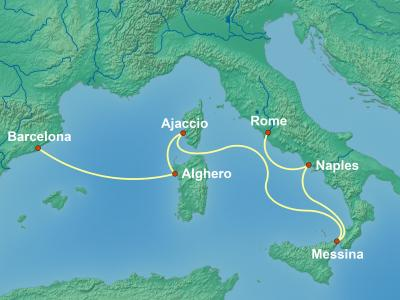 Ajaccio
Rome
Barcelona
Naples
Alghero
Messina